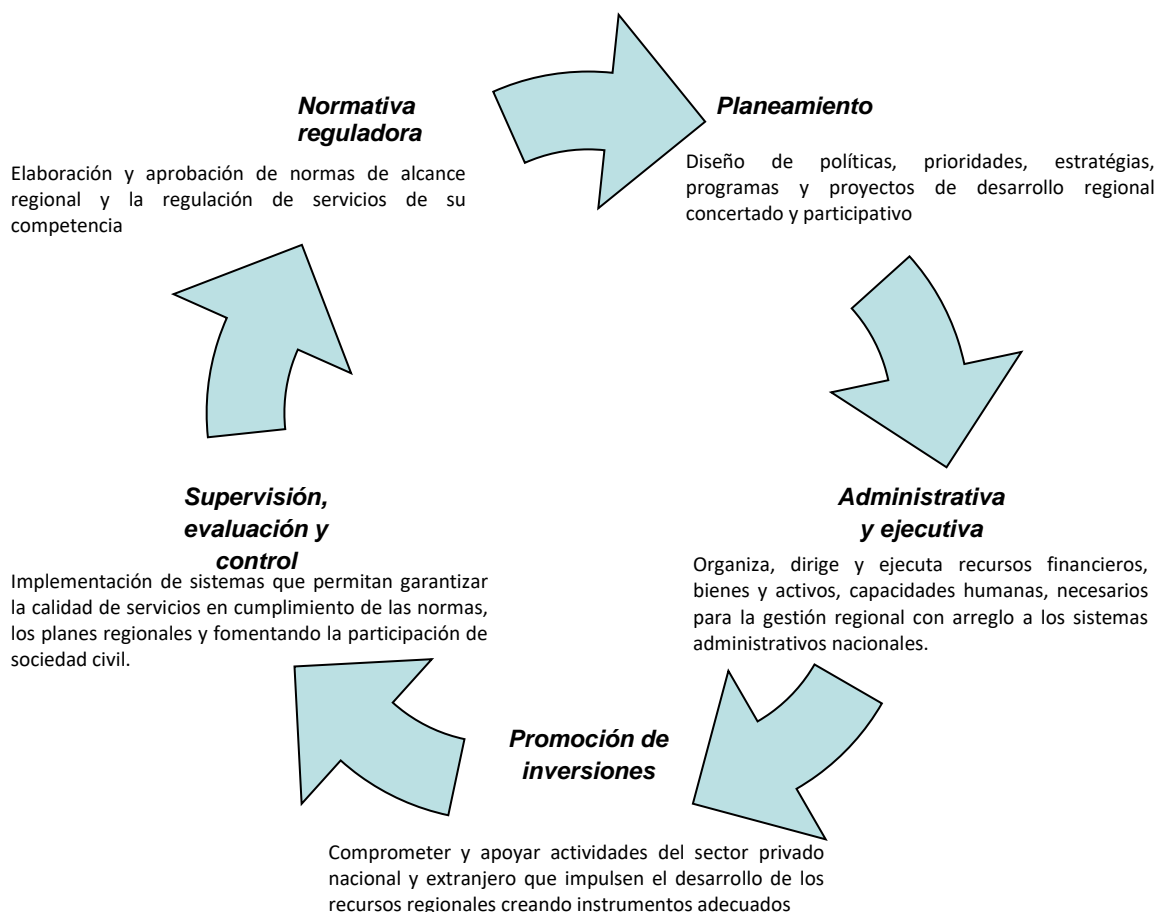 Normativa
reguladora
Elaboración y aprobación de normas de alcance
regional y la regulación de servicios de su
competencia
Planeamiento
Diseño de políticas, prioridades, estratégias,
programas y proyectos de desarrollo regional
concertado y participativo
Administrativa
y ejecutiva
Organiza, dirige y ejecuta recursos financieros,
bienes y activos, capacidades humanas, necesarios
para la gestión regional con arreglo a los sistemas
administrativos nacionales.
Promoción de
inversiones
Comprometer y apoyar actividades del sector privado
nacional y extranjero que impulsen el desarrollo de los
recursos regionales creando instrumentos adecuados
Supervisión,
evaluación y
control
Implementación de sistemas que permitan garantizar
la calidad de servicios en cumplimiento de las normas,
los planes regionales y fomentando la participación de
sociedad civil.